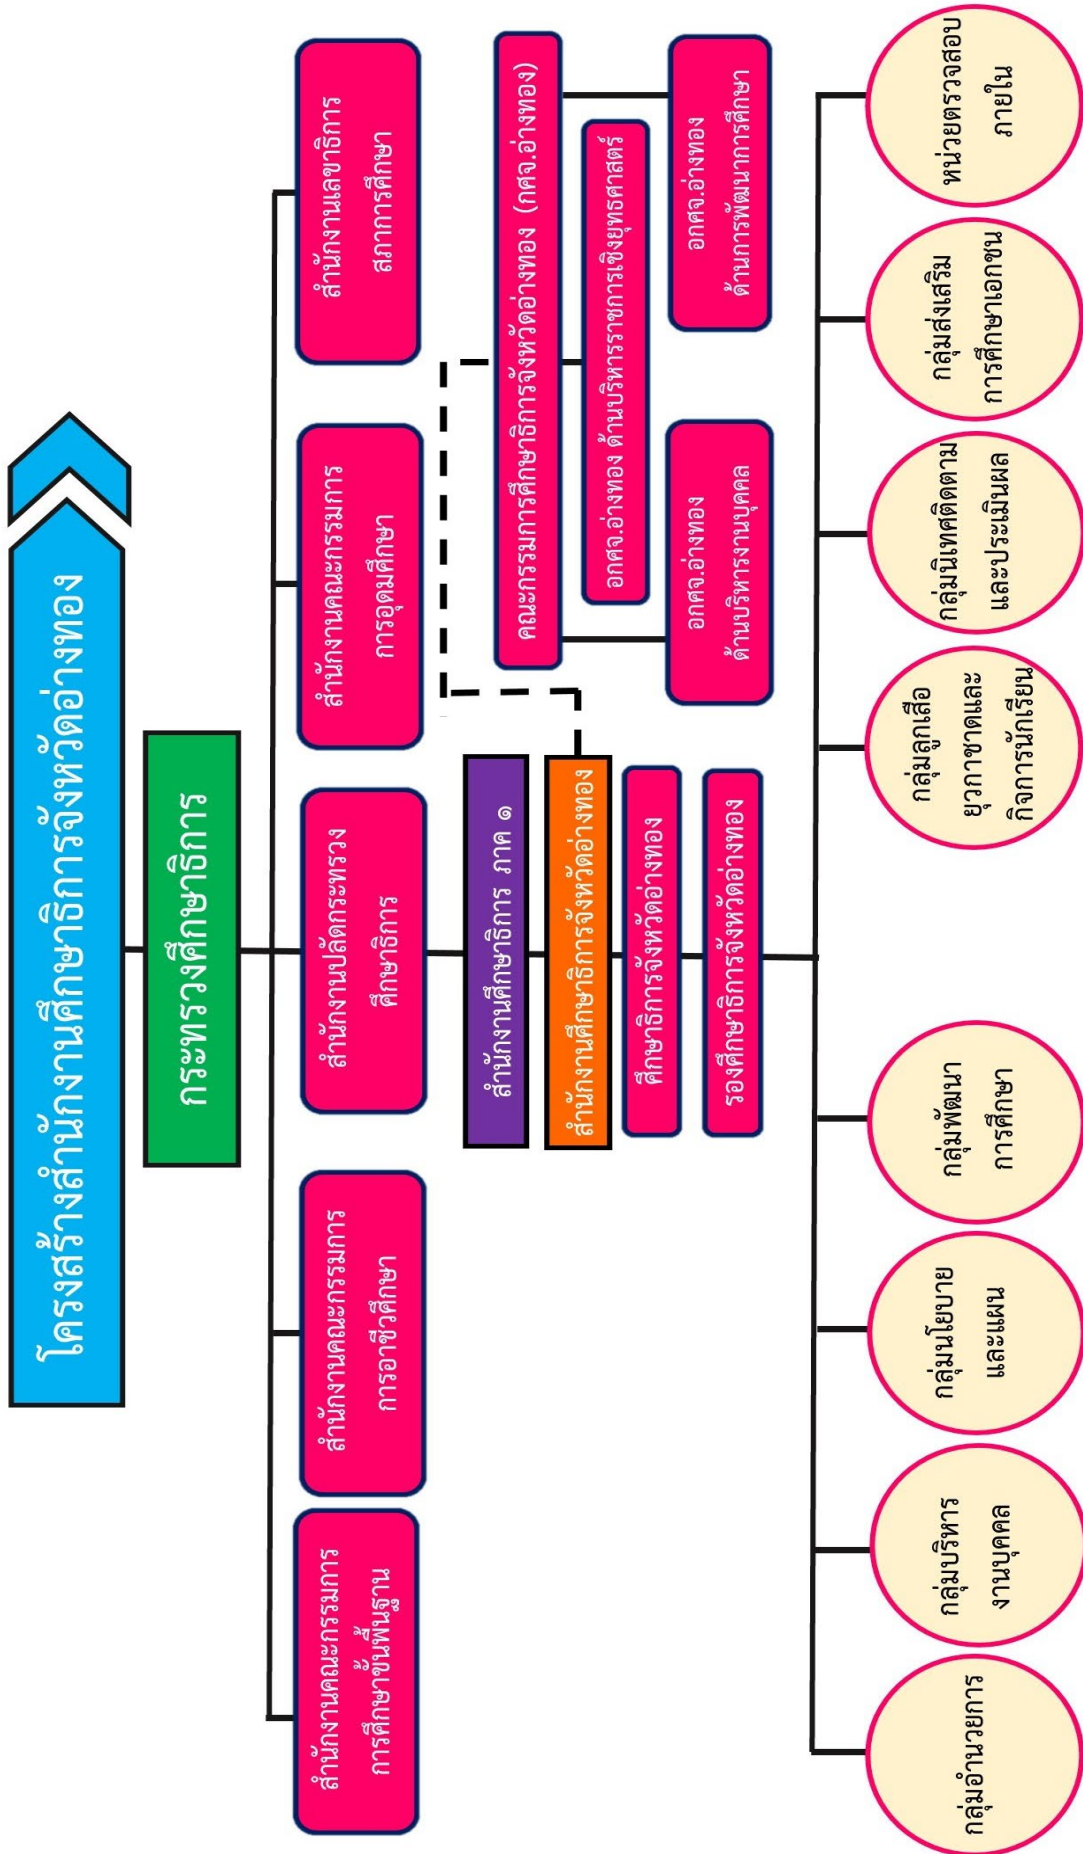 โครงสร้างสำนักงานศึกษาธิการจังหวัดอ่างทอง
กระทรวงศึกษาธิการ
สำนักงานคณะกรรมการ
การศึกษาขั้นพื้นฐาน
สำนักงานคณะกรรมการ
การอาชีวศึกษา
สำนักงานปลัดกระทรวง
ศึกษาธิการ
สำนักงานคณะกรรมการ
การอุดมศึกษา
สำนักงานเลขาธิการ
สภาการศึกษา
สำนักงานศึกษาธิการ ภาค ๑
สำนักงานศึกษาธิการจังหวัดอ่างทอง
ศึกษาธิการจังหวัดอ่างทอง
รองศึกษาธิการจังหวัดอ่างทอง
คณะกรรมการศึกษาธิการจังหวัดอ่างทอง (กศจ.อ่างทอง)
อกศจ.อ่างทอง ด้านบริหารราชการเชิงยุทธศาสตร์
อกศจ.อ่างทอง
ด้านบริหารงานบุคคล
อกศจ.อ่างทอง
ด้านการพัฒนาการศึกษา
กลุ่มอำนวยการ
กลุ่มบริหาร
งานบุคคล
กลุ่มนโยบาย
และแผน
กลุ่มพัฒนา
การศึกษา
กลุ่มลูกเสือ
ยุวกาชาดและ
กิจการนักเรียน
กลุ่มนิเทศติดตาม
และประเมินผล
กลุ่มส่งเสริม
การศึกษาเอกชน
หน่วยตรวจสอบ
ภายใน